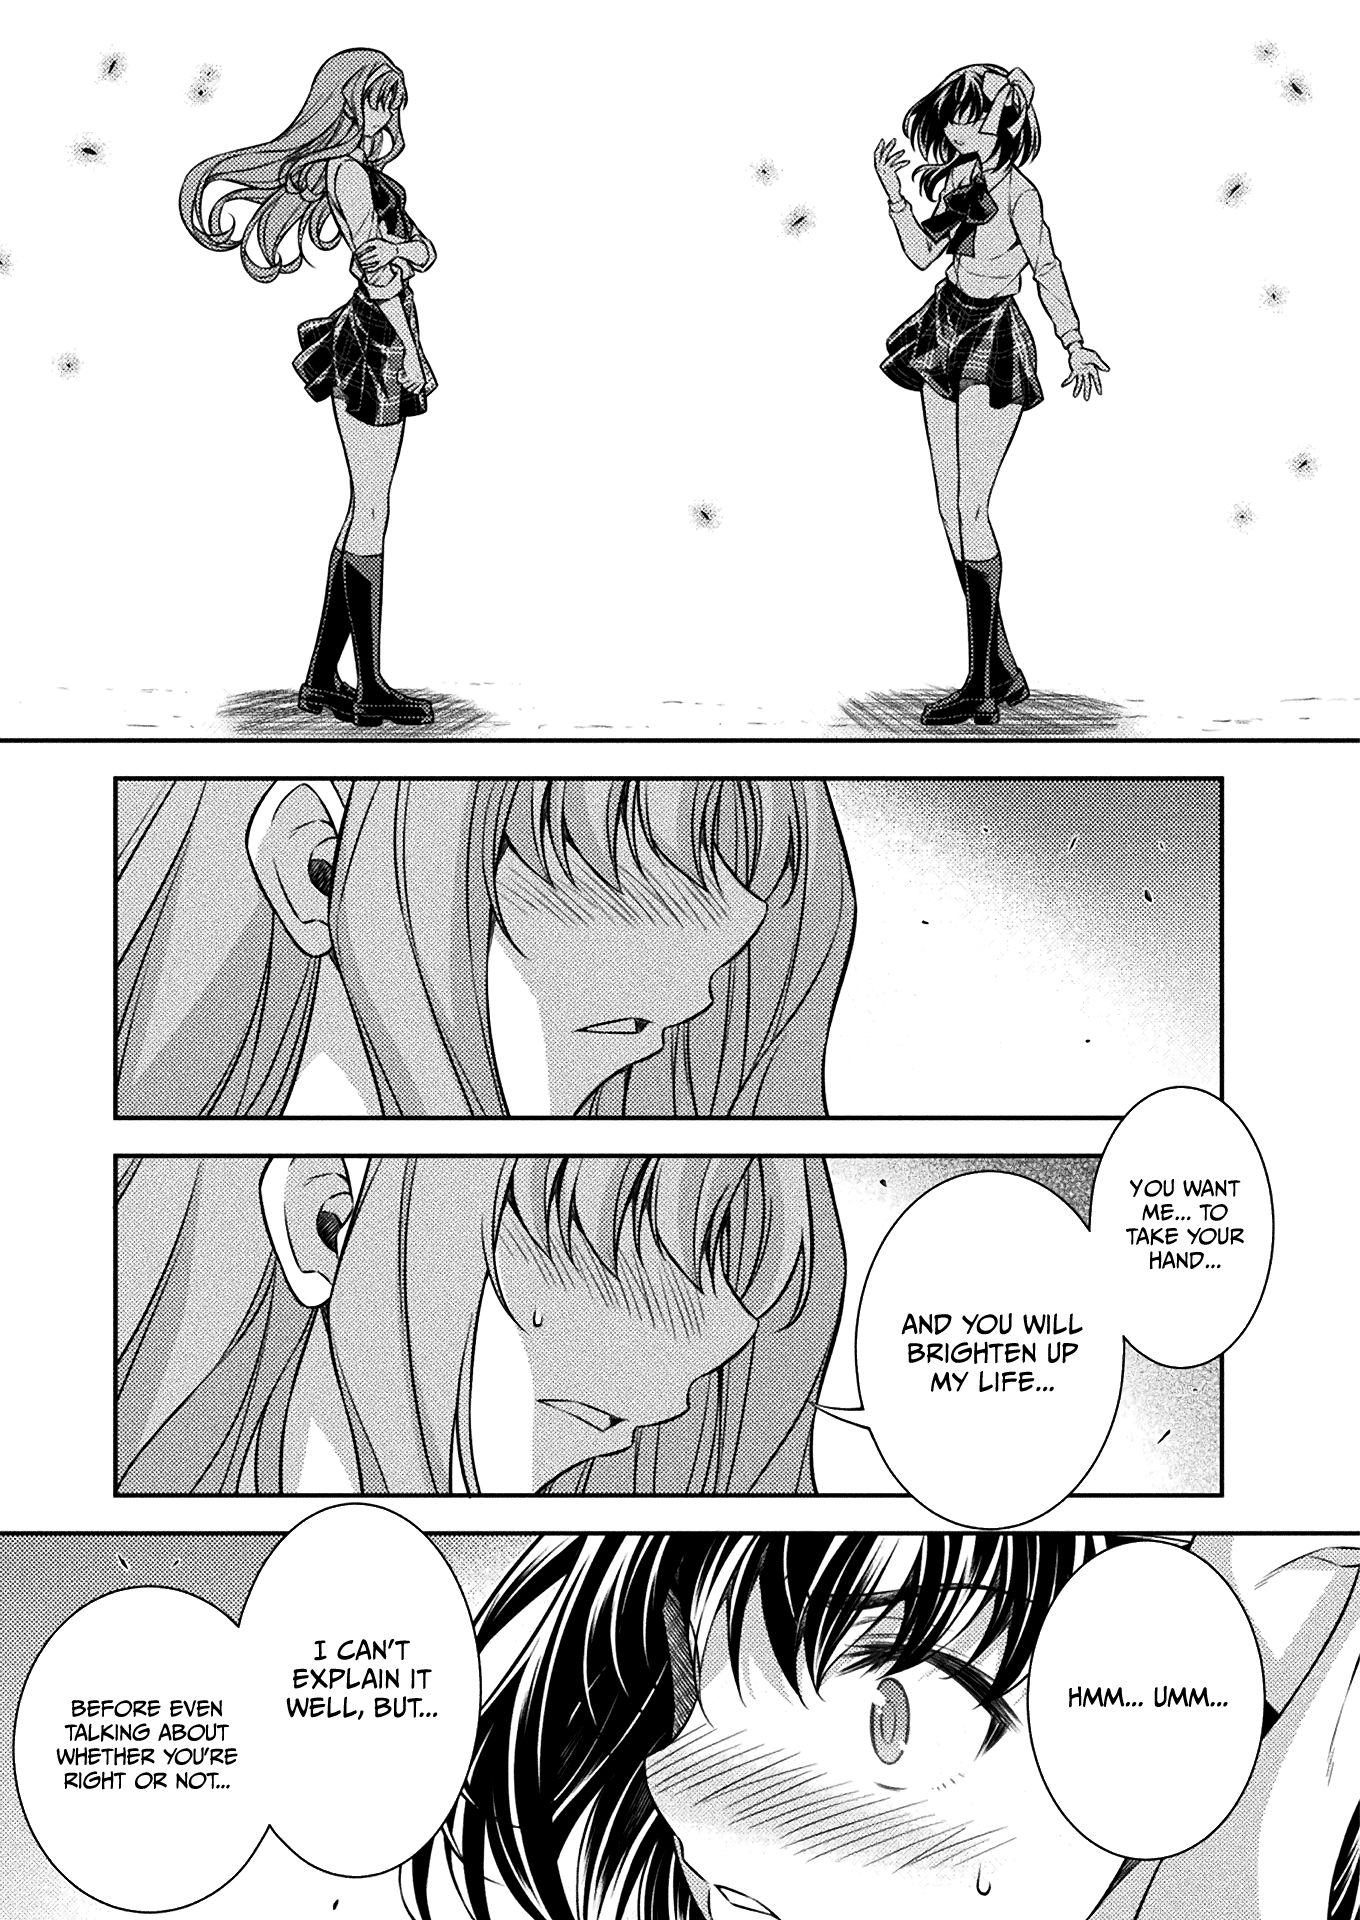 YOU WANT
ME... TO
TAKE YOUR
HAND...
AND YOU WILL
BRIGHTEN UP
MY LIFE...
HMM... UMM...
I CAN'T
EXPLAIN IT
WELL, BUT...
BEFORE EVEN
TALKING ABOUT
WHETHER YOU'RE
RIGHT OR NOT...